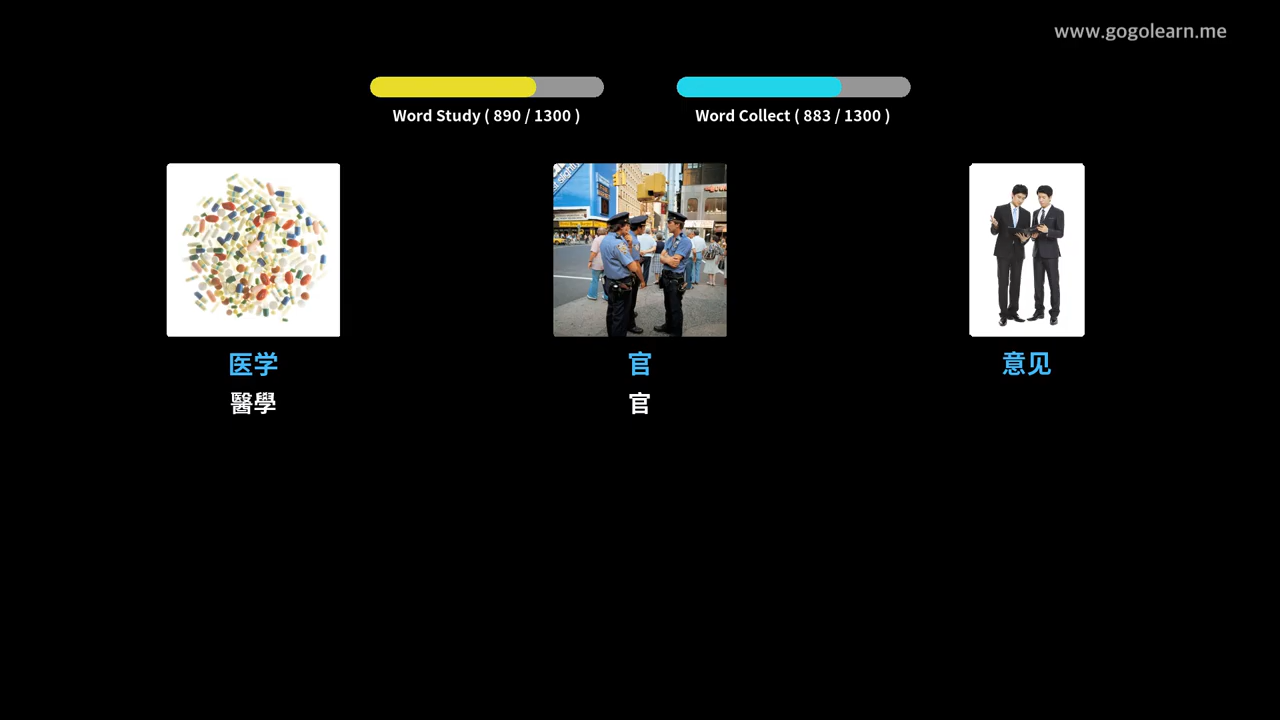 www.gogolearn.me
Word Study ( 890 / 1300 )
Word Collect ( 883 / 1300 )
医学
官
意见
醫學
官